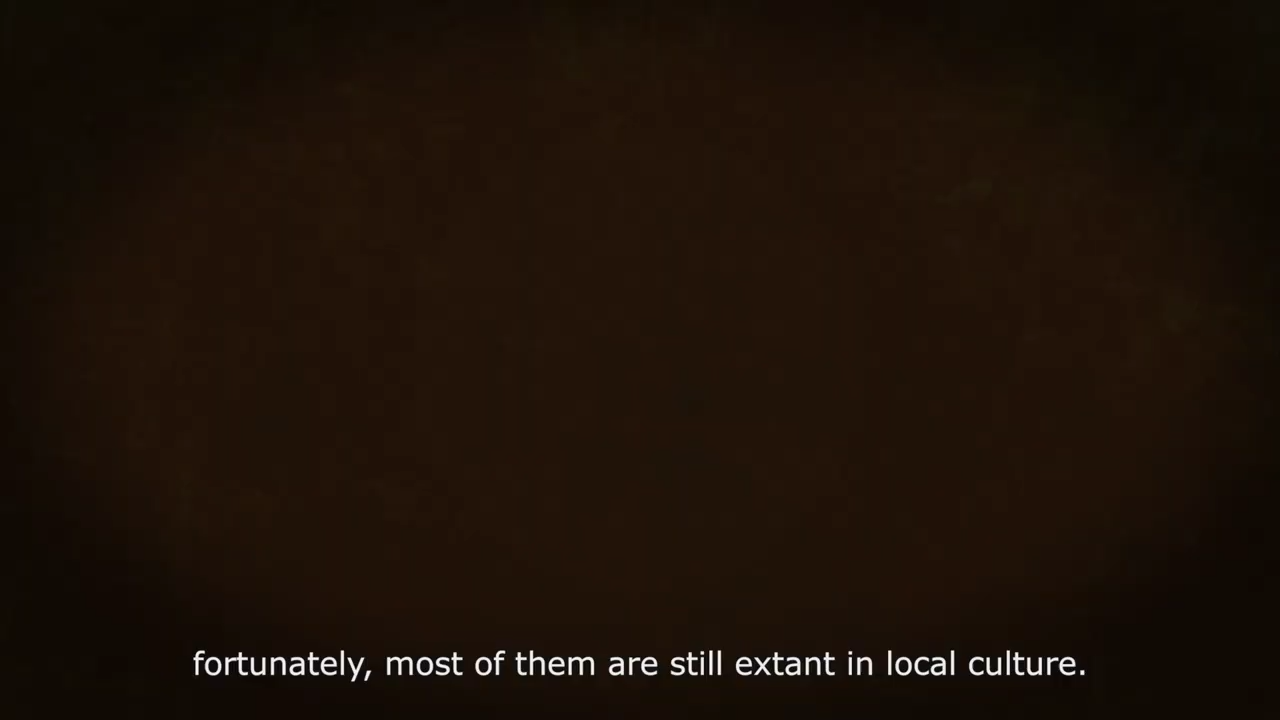 fortunately, most of them are still extant in local culture.